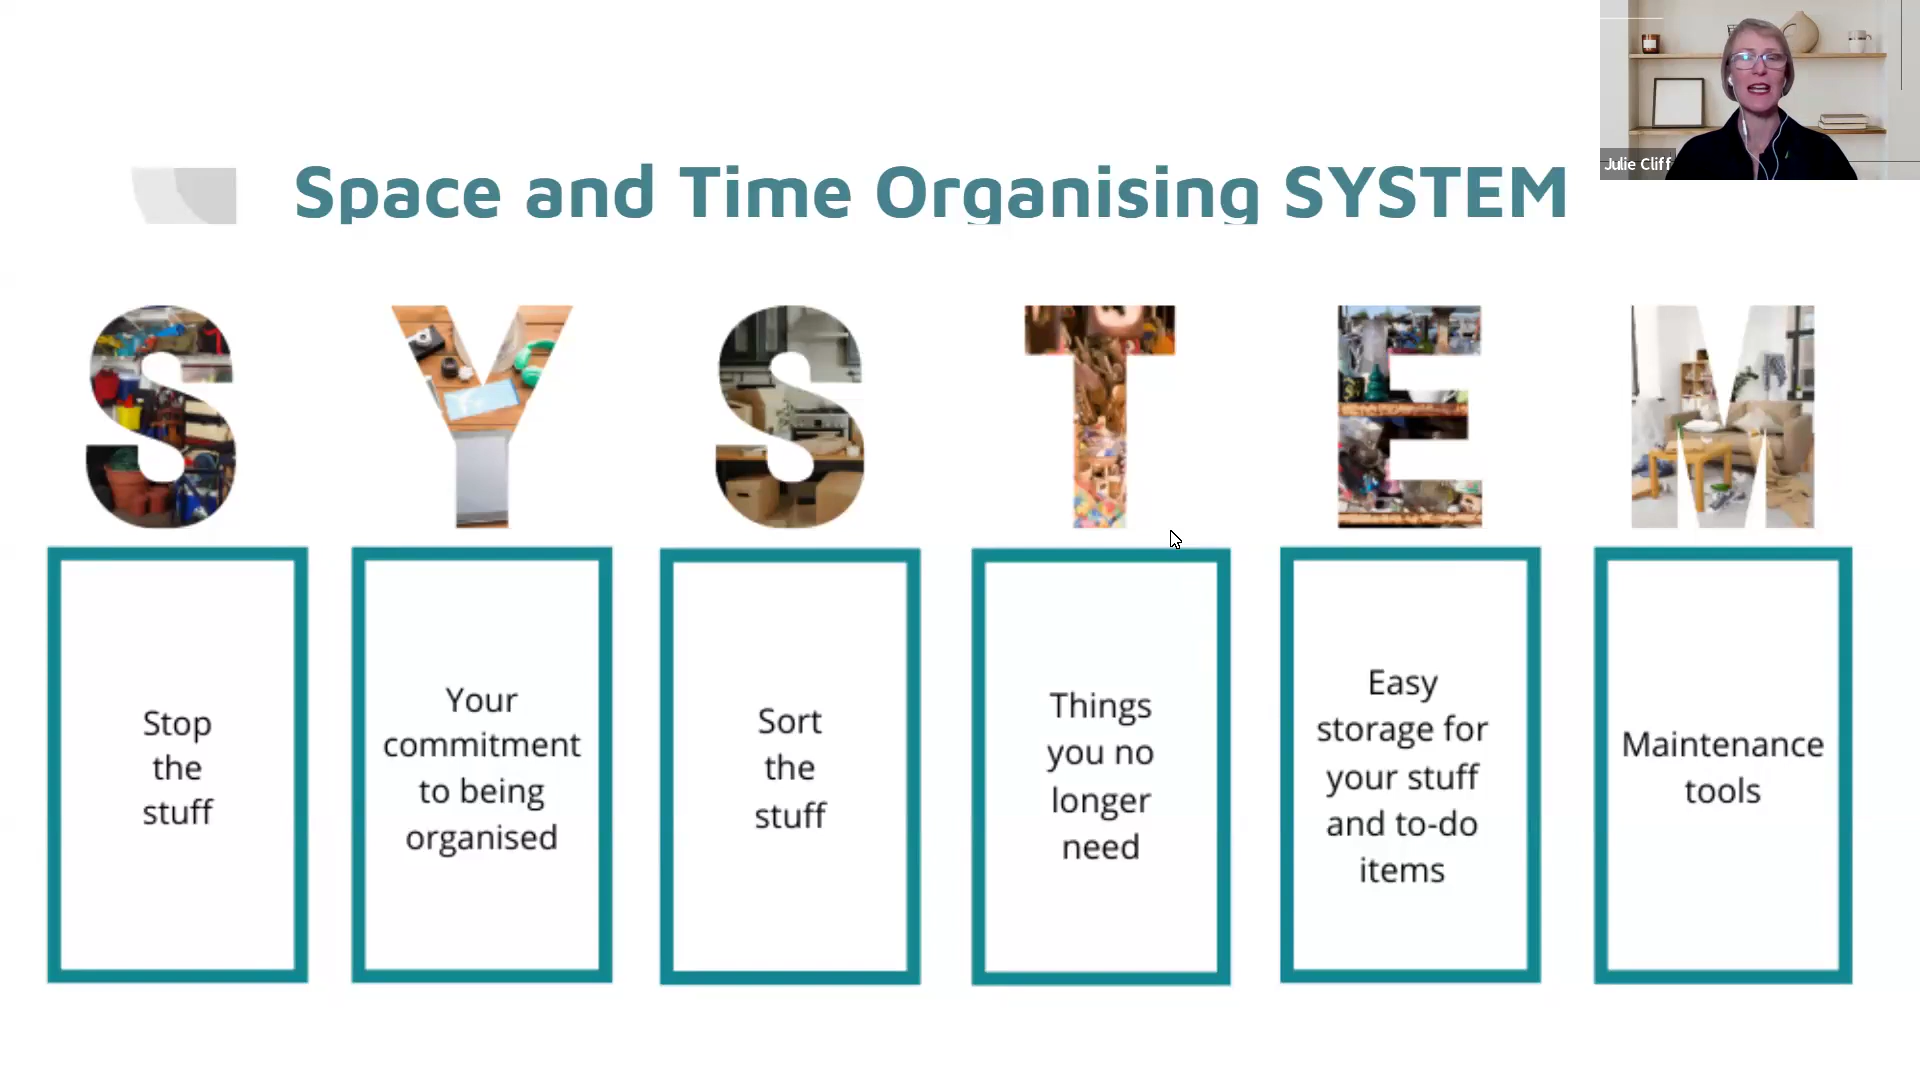 Julie Cliff
Space and Time Organising SYSTEM
S Y S T E M
Stop
the
stuff
Your
commitment
to being
organised
Sort
the
stuff
Things
you no
longer
need
Easy
storage for
your stuff
and to-do
items
Maintenance
tools